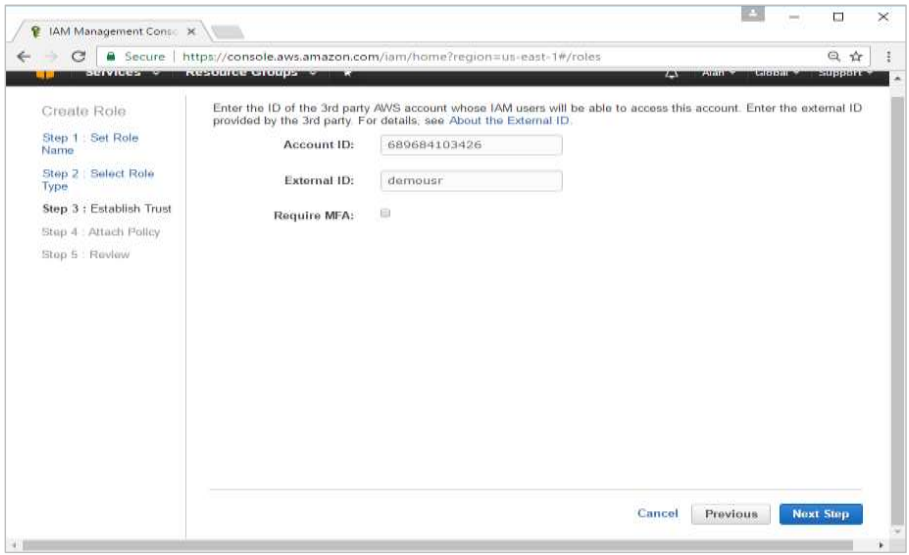 IAM Management Cons
Secure | https://console.aws.amazon.com/iam/home?region=us-east-1#/roles
Services Resource Groups Alan Global Support
Create Role
Step 1 : Set Role
Name
Step 2 : Select Role
Type
Step 3 : Establish Trust
Step 4 : Attach Policy
Step 5 : Review
Enter the ID of the 3rd party AWS account whose IAM users will be able to access this account. Enter the external ID
provided by the 3rd party. For details, see About the External ID.
Account ID: 689684103426
External ID: demousr
Require MFA:
Cancel Previous Next Step